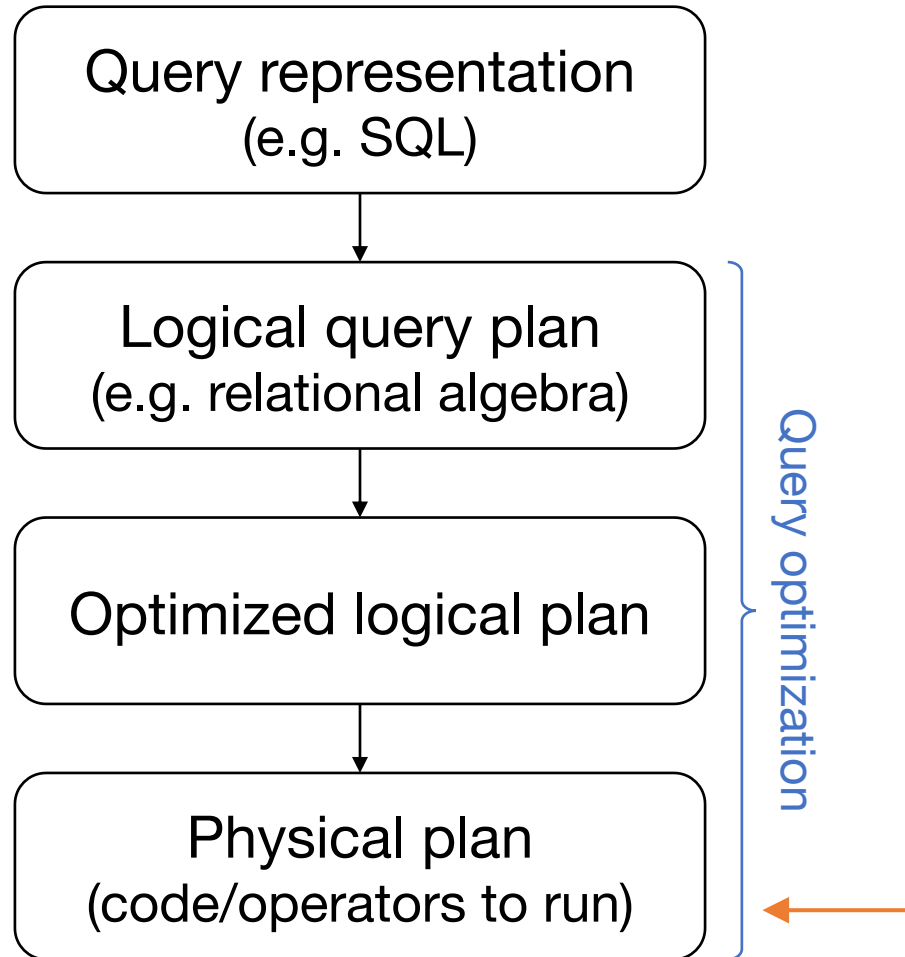 Query representation
(e.g. SQL)
Logical query plan
(e.g. relational algebra)
Optimized logical plan
Physical plan
(code/operators to run)
Query optimization